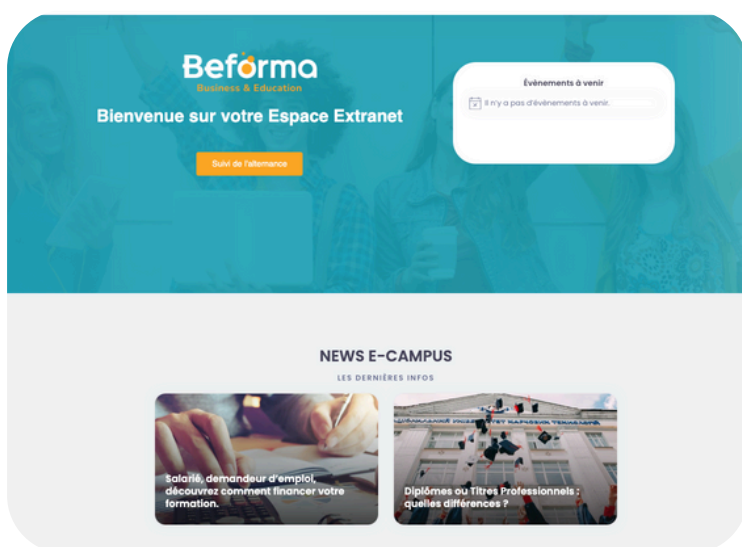 Beforma
Business & Education
Bienvenue sur votre Espace Extranet
Suivi de l'alternance
Évènements à venir
Il n'y a pas d'évènements à venir.
NEWS E-CAMPUS
LES DERNIÈRES INFOS
Salarié, demandeur d'emploi,
découvrez comment financer votre
formation.
Diplômes ou Titres Professionnels :
quelles différences ?